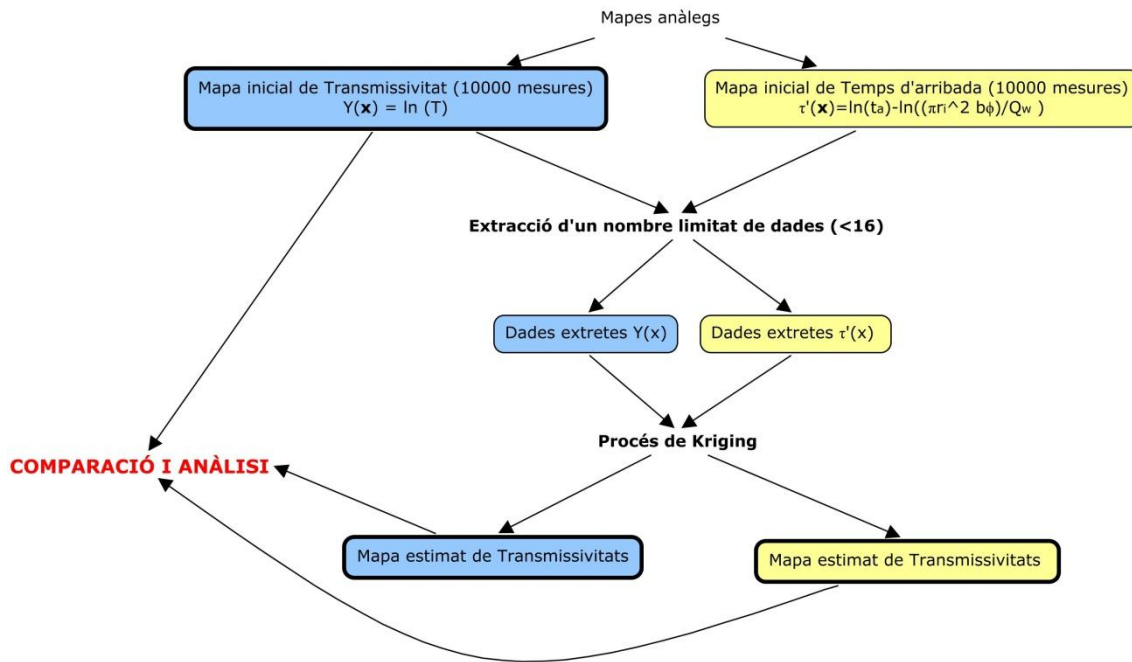 Mapes anàlegs
Mapa inicial de Transmissivitat (10000 mesures)
Y(x) = ln (T)
Mapa inicial de Temps d'arribada (10000 mesures)
τ'(x)=ln(ta)-ln((πri^2 bϕ)/Qw )
Extracció d'un nombre limitat de dades (<16)
Dades extretes Y(x)
Dades extretes τ'(x)
Procés de Kriging
COMPARACIÓ I ANÀLISI
Mapa estimat de Transmissivitats
Mapa estimat de Transmissivitats